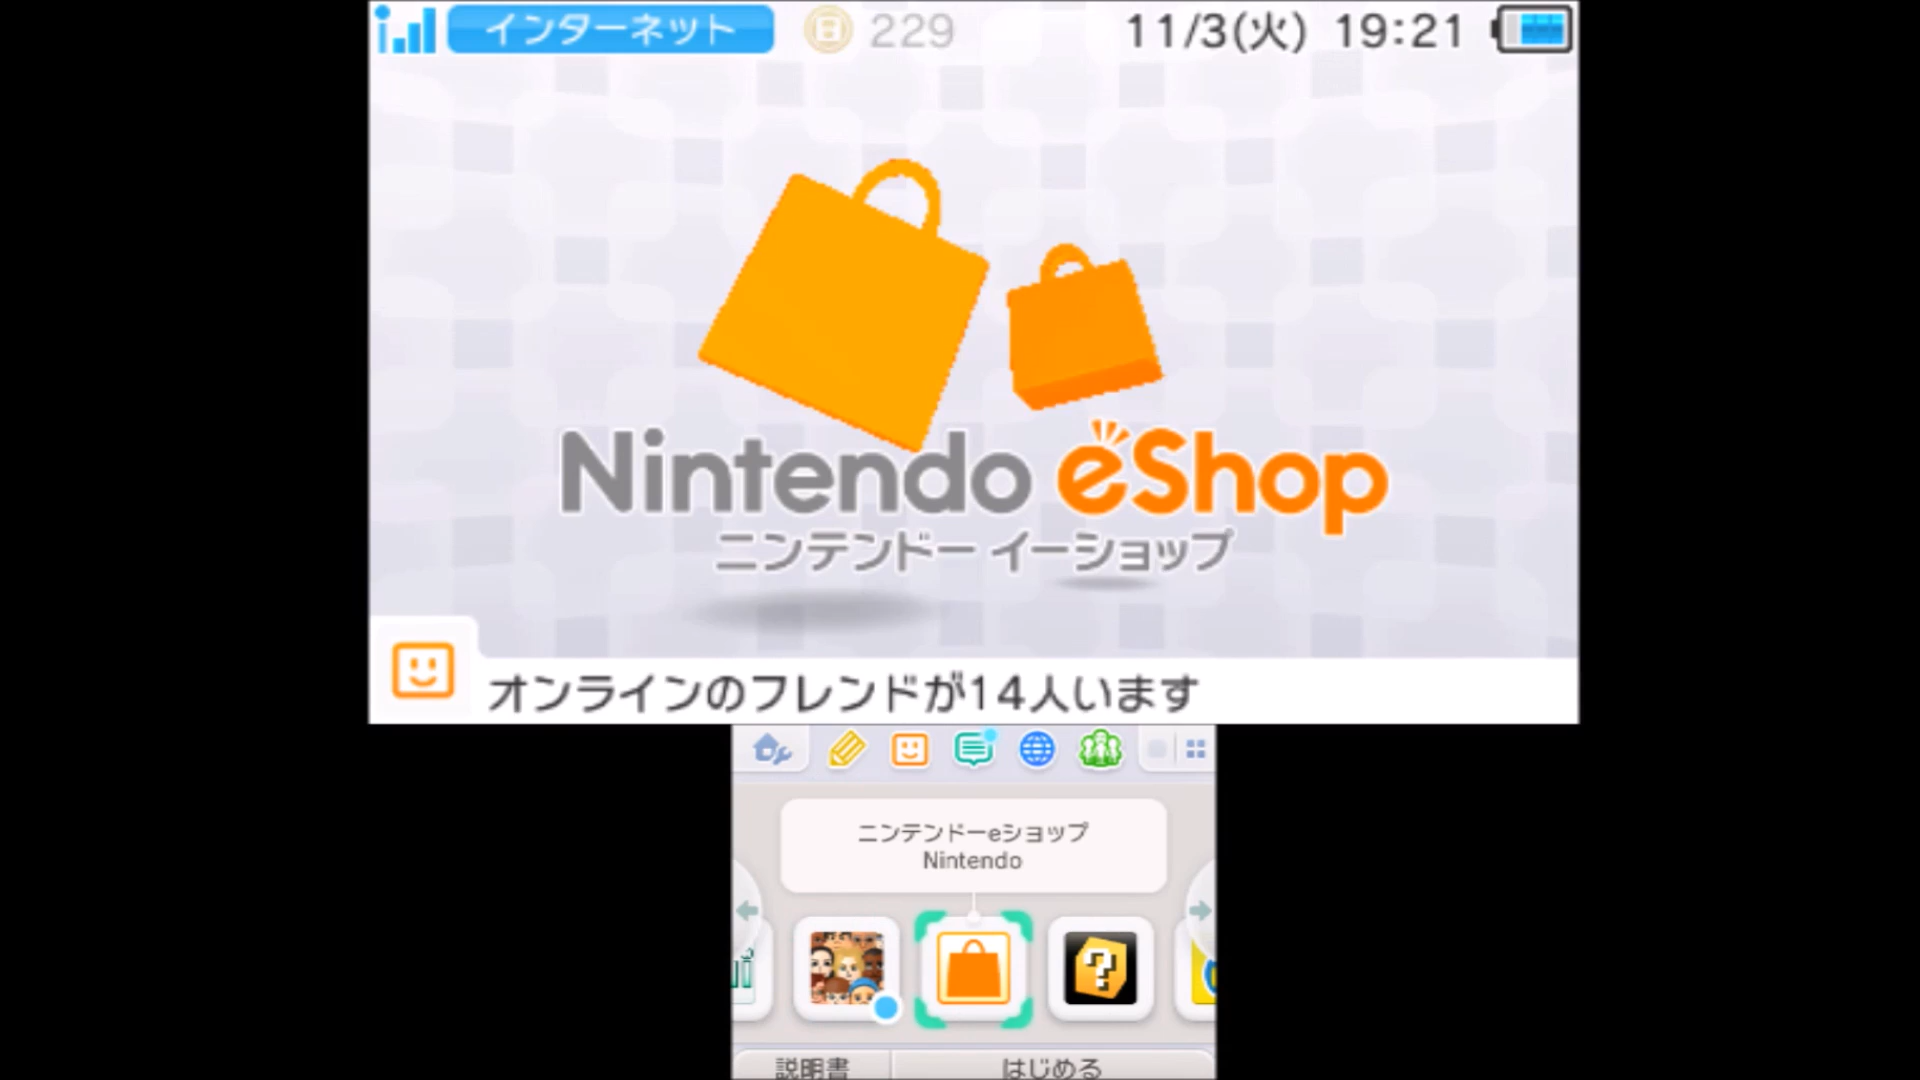 インターネット 229 11/3(火) 19:21
Nintendo eShop
ニンテンドー イーショップ
オンラインのフレンドが14人います
ニンテンドーeショップ
Nintendo
説明書 はじめる